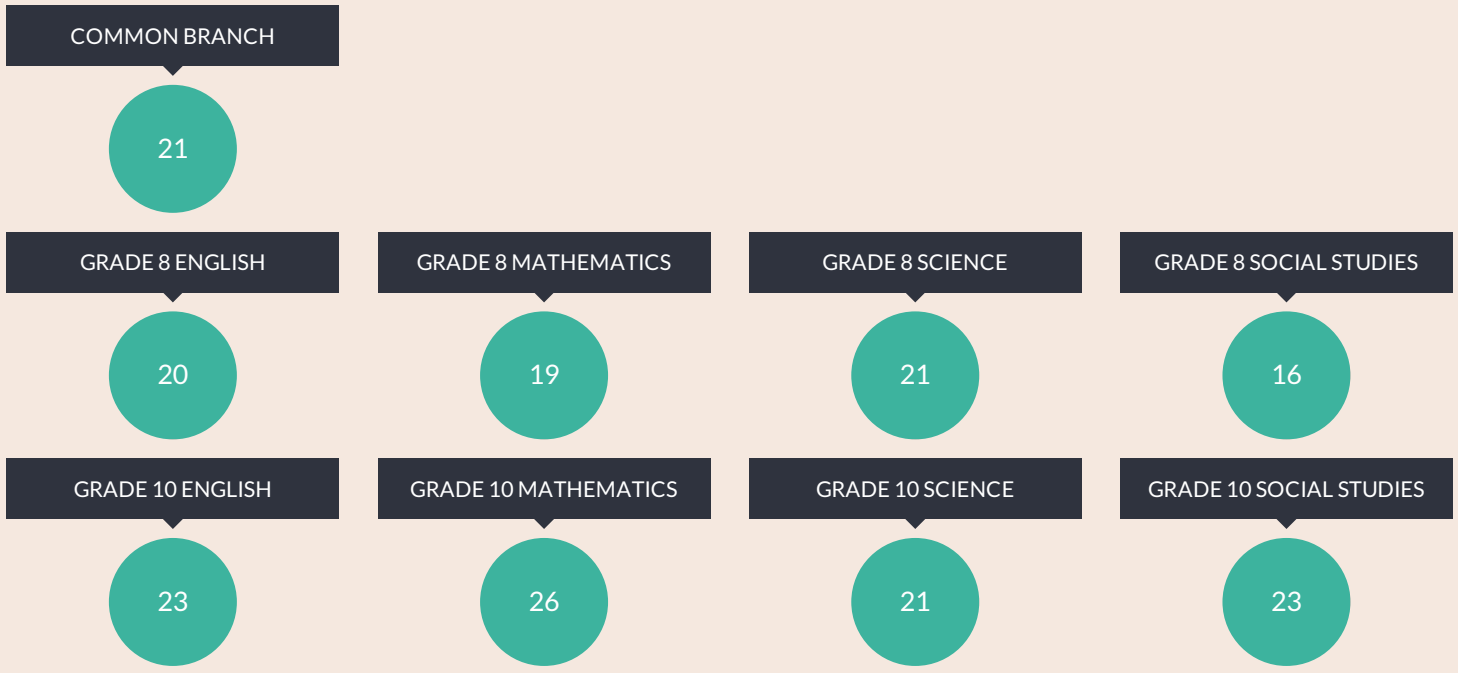 COMMON BRANCH
21
GRADE 8 ENGLISH
20
GRADE 8 MATHEMATICS
19
GRADE 8 SCIENCE
21
GRADE 8 SOCIAL STUDIES
16
GRADE 10 ENGLISH
23
GRADE 10 MATHEMATICS
26
GRADE 10 SCIENCE
21
GRADE 10 SOCIAL STUDIES
23